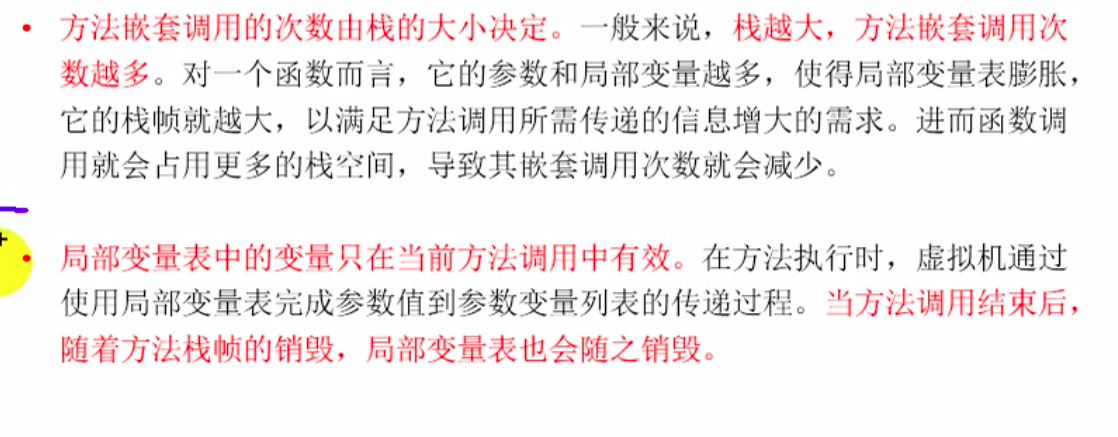 • 方法嵌套调用的次数由栈的大小决定。一般来说，栈越大，方法嵌套调用次
数越多。对一个函数而言，它的参数和局部变量越多，使得局部变量表膨胀，
它的栈帧就越大，以满足方法调用所需传递的信息增大的需求。进而函数调
用就会占用更多的栈空间，导致其嵌套调用次数就会减少。
• 局部变量表中的变量只在当前方法调用中有效。在方法执行时，虚拟机通过
使用局部变量表完成参数值到参数变量列表的传递过程。当方法调用结束后，
随着方法栈帧的销毁，局部变量表也会随之销毁。